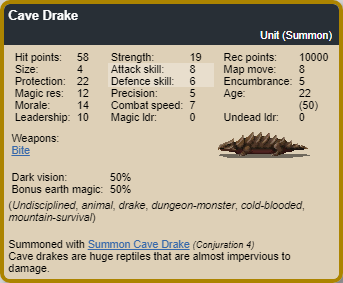 Cave Drake
Unit (Summon)
Hit points: 58 Strength: 19 Rec points: 10000
Size: 4 Attack skill: 8 Map move: 8
Protection: 22 Defence skill: 6 Encumbrance: 5
Magic res: 12 Precision: 5 Age: 22
Morale: 14 Combat speed: 7 (50)
Leadership: 10 Magic ldr: 0 Undead ldr: 0
Weapons:
Bite
Dark vision: 50%
Bonus earth magic: 50%
(Undisciplined, animal, drake, dungeon-monster, cold-blooded,
mountain-survival)
Summoned with Summon Cave Drake (Conjuration 4)
Cave drakes are huge reptiles that are almost impervious to
damage.